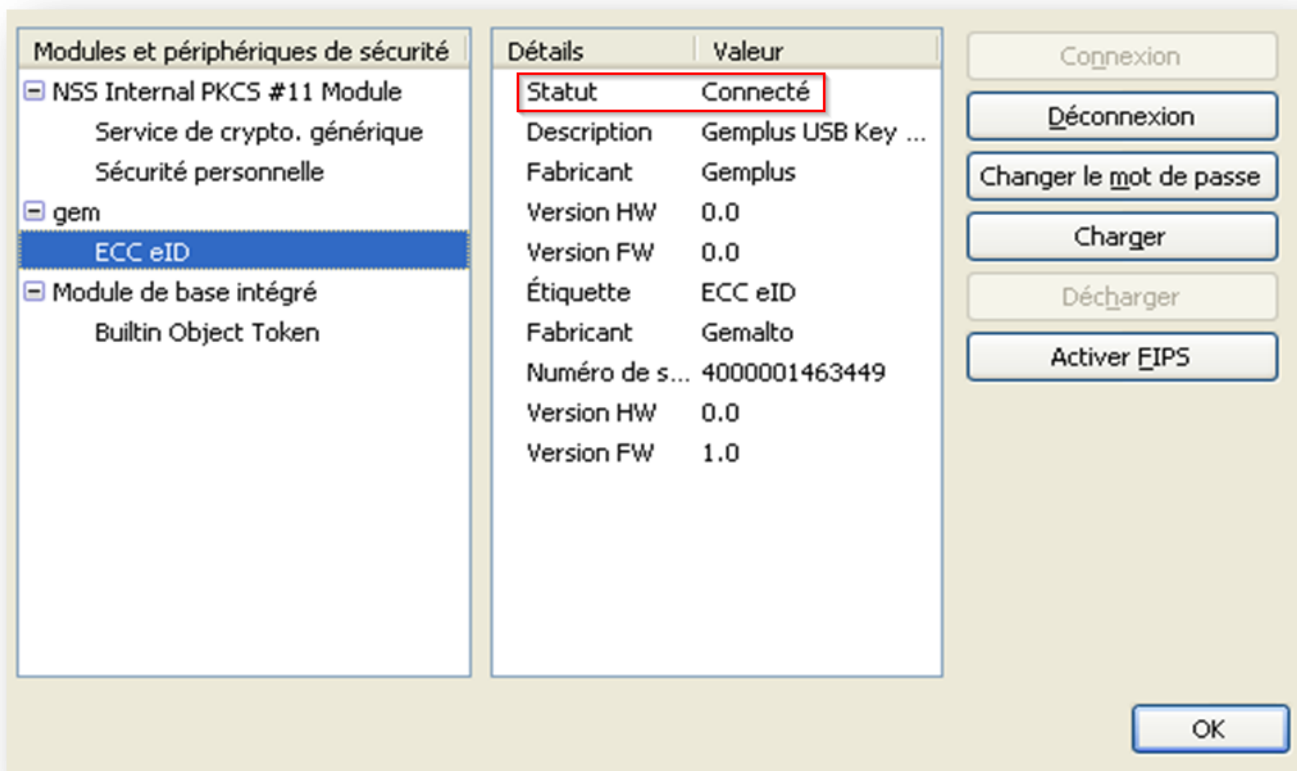 Modules et périphériques de sécurité
NSS Internal PKCS #11 Module
Service de crypto. générique
Sécurité personnelle
gem
ECC eID
Module de base intégré
Builtin Object Token
Détails Valeur
Statut Connecté
Description Gemplus USB Key ...
Fabricant Gemplus
Version HW 0.0
Version FW 0.0
Étiquette ECC eID
Fabricant Gemalto
Numéro de s... 4000001463449
Version HW 0.0
Version FW 1.0
Connexion
Déconnexion
Changer le mot de passe
Charger
Décharger
Activer FIPS
OK